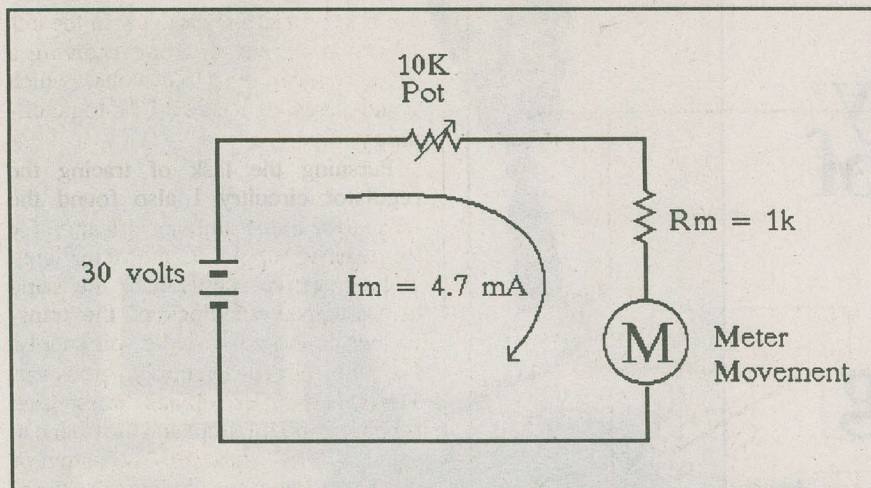 10K
Pot
Rm = 1k
30 volts
Im = 4.7 mA
M
Meter
Movement